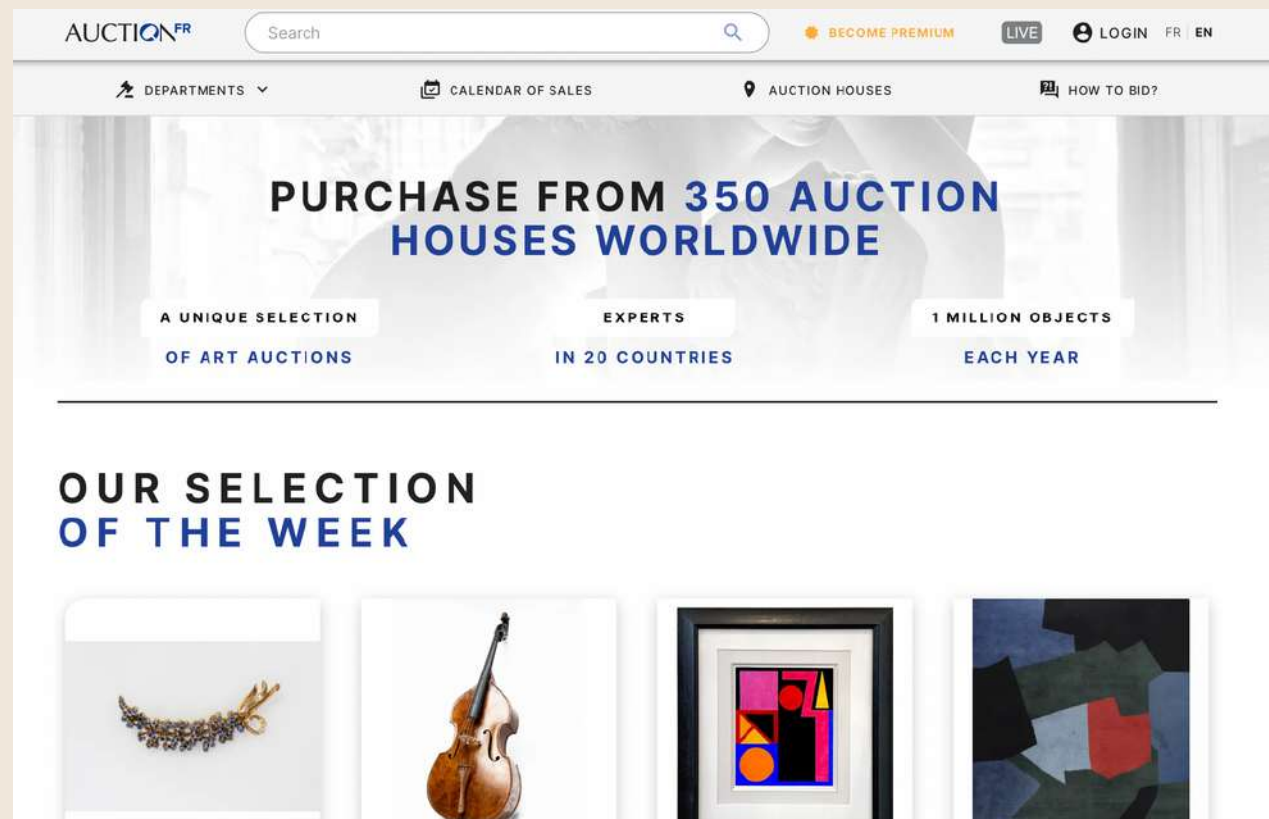 AUCTIONFR
Search
BECOME PREMIUM
LIVE
LOGIN
FR | EN
DEPARTMENTS
CALENDAR OF SALES
AUCTION HOUSES
HOW TO BID?
PURCHASE FROM 350 AUCTION
HOUSES WORLDWIDE
A UNIQUE SELECTION
OF ART AUCTIONS
EXPERTS
IN 20 COUNTRIES
1 MILLION OBJECTS
EACH YEAR
OUR SELECTION
OF THE WEEK